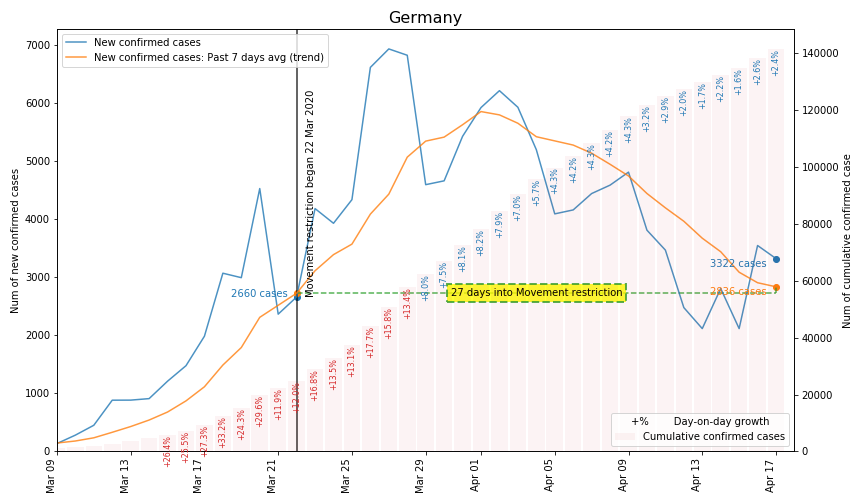 Germany
New confirmed cases
New confirmed cases: Past 7 days avg (trend)
Num of new confirmed cases
7000
6000
5000
4000
3000
2000
1000
0
140000
120000
100000
80000
60000
40000
20000
0
Num of cumulative confirmed case
Movement restriction began 22 Mar 2020
2660 cases
27 days into Movement restriction
3322 cases
2836 cases
+26.4%
+25.5%
+27.3%
+33.2%
+24.3%
+29.6%
+11.9%
+12.0%
+16.8%
+13.5%
+13.1%
+17.7%
+15.8%
+13.4%
+8.0%
+7.5%
+8.1%
+8.2%
+7.9%
+7.0%
+5.7%
+4.3%
+4.2%
+4.3%
+4.2%
+4.3%
+3.2%
+2.9%
+2.0%
+1.7%
+2.2%
+1.6%
+2.6%
+2.4%
+% Day-on-day growth
Cumulative confirmed cases
Mar 09
Mar 13
Mar 17
Mar 21
Mar 25
Mar 29
Apr 01
Apr 05
Apr 09
Apr 13
Apr 17